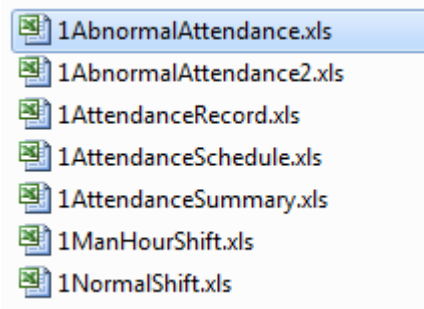 1AbnormalAttendance.xls
1AbnormalAttendance2.xls
1AttendanceRecord.xls
1AttendanceSchedule.xls
1AttendanceSummary.xls
1ManHourShift.xls
1NormalShift.xls